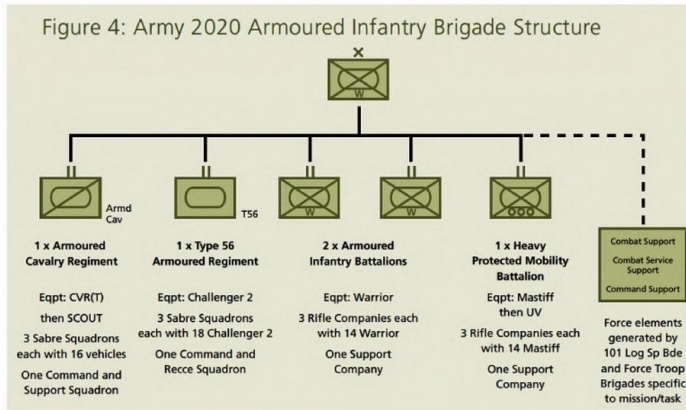 Figure 4: Army 2020 Armoured Infantry Brigade Structure
X
W
Armd
Cav
T56
W
W
1 x Armoured
Cavalry Regiment
Eqpt: CVR(T)
then SCOUT
3 Sabre Squadrons
each with 16 vehicles
One Command and
Support Squadron
1 x Type 56
Armoured Regiment
Eqpt: Challenger 2
3 Sabre Squadrons
each with 18 Challenger 2
One Command and
Recce Squadron
2 x Armoured
Infantry Battalions
Eqpt: Warrior
3 Rifle Companies each
with 14 Warrior
One Support
Company
1 x Heavy
Protected Mobility
Battalion
Eqpt: Mastiff
then UV
3 Rifle Companies each
with 14 Mastiff
One Support
Company
Combat Support
Combat Service
Support
Command Support
Force elements
generated by
101 Log Sp Bde
and Force Troop
Brigades specific
to mission/task